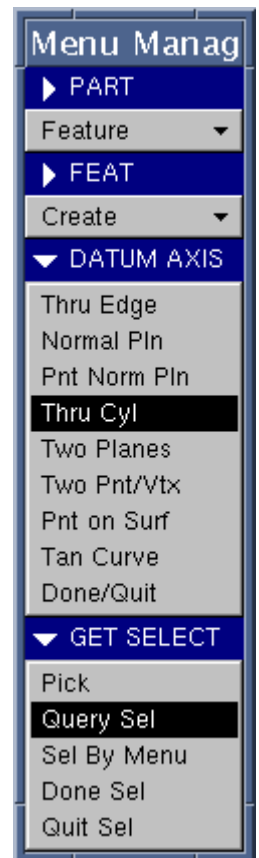 Menu Manag
PART
Feature
FEAT
Create
DATUM AXIS
Thru Edge
Normal Pln
Pnt Norm Pln
Thru Cyl
Two Planes
Two Pnt/Vtx
Pnt on Surf
Tan Curve
Done/Quit
GET SELECT
Pick
Query Sel
Sel By Menu
Done Sel
Quit Sel